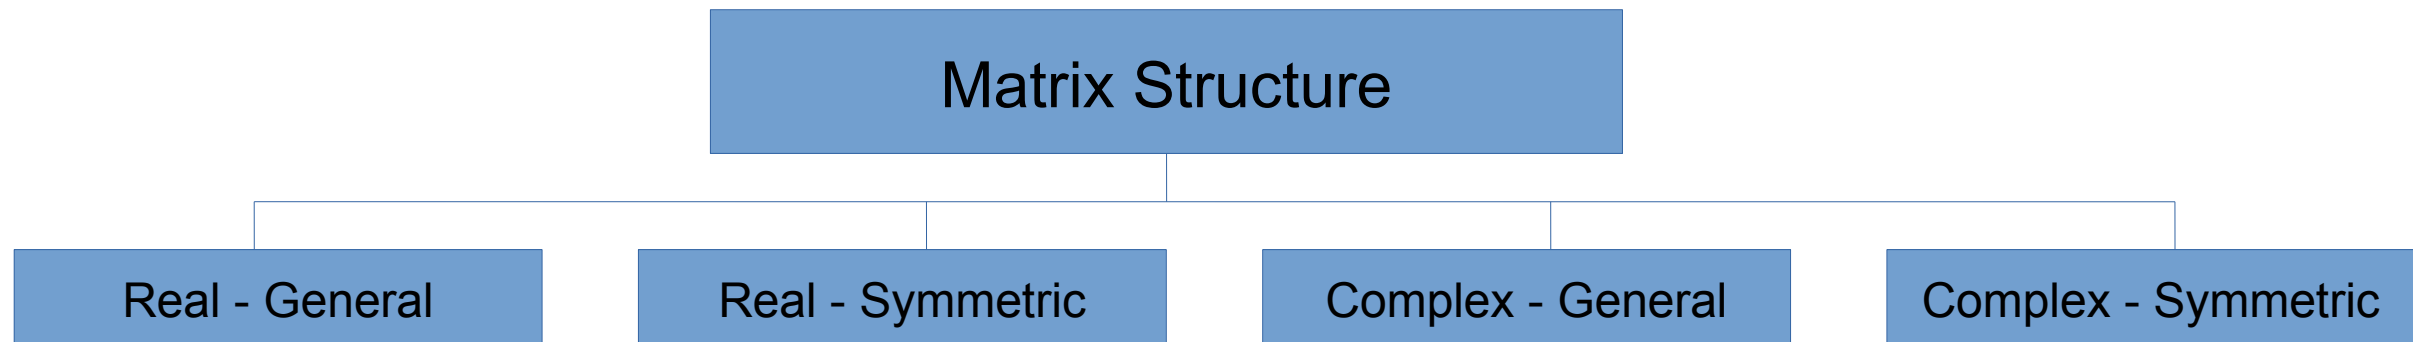 Matrix Structure
Real - General
Real - Symmetric
Complex - General
Complex - Symmetric